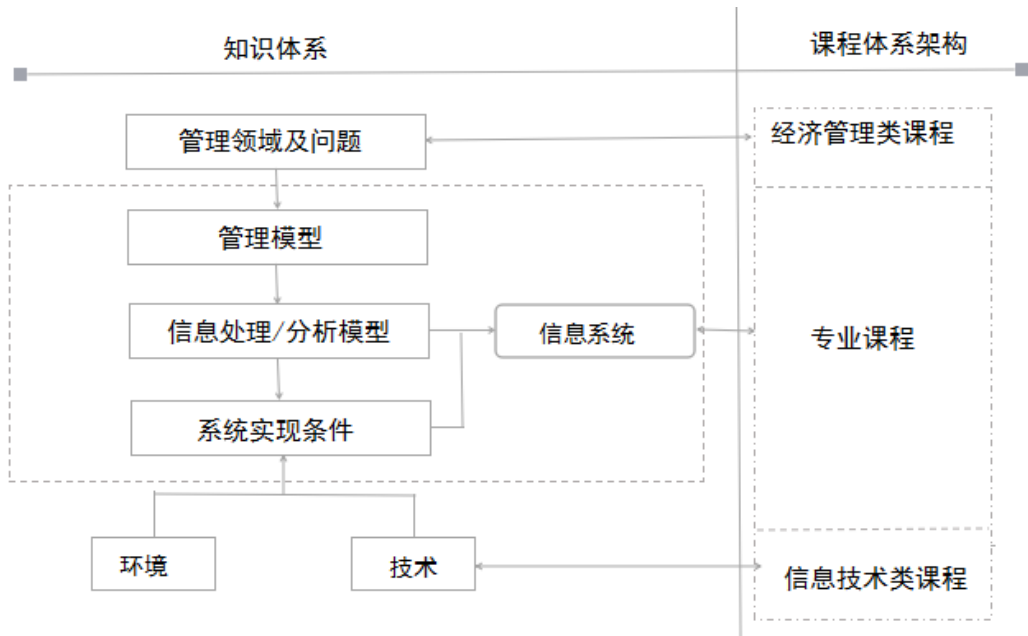 知识体系
课程体系架构
管理领域及问题
经济管理类课程
管理模型
信息处理/分析模型
信息系统
专业课程
系统实现条件
环境
技术
信息技术类课程